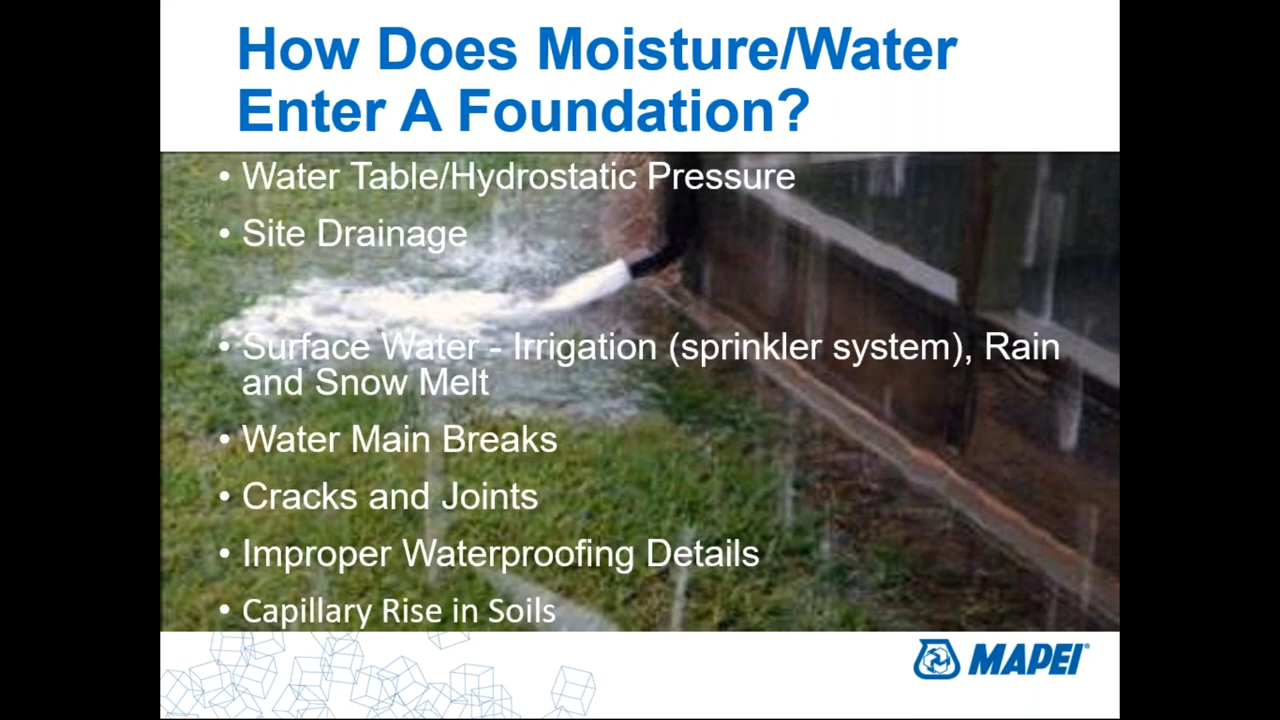 How Does Moisture/Water
Enter A Foundation?
• Water Table/Hydrostatic Pressure
• Site Drainage
• Surface Water - Irrigation (sprinkler system), Rain
and Snow Melt
• Water Main Breaks
• Cracks and Joints
• Improper Waterproofing Details
• Capillary Rise in Soils
MAPEI®